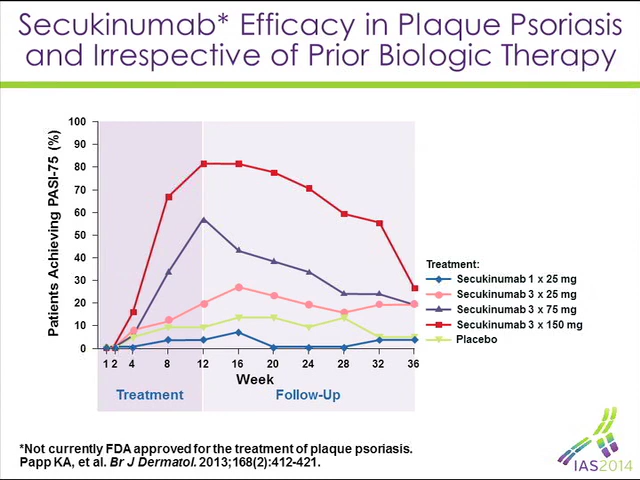 Secukinumab* Efficacy in Plaque Psoriasis
and Irrespective of Prior Biologic Therapy
Patients Achieving PASI-75 (%)
100
90
80
70
60
50
40
30
20
10
0
1 2 4 8 12 16 20 24 28 32 36
Week
Treatment Follow-Up
Treatment:
Secukinumab 1 x 25 mg
Secukinumab 3 x 25 mg
Secukinumab 3 x 75 mg
Secukinumab 3 x 150 mg
Placebo
*Not currently FDA approved for the treatment of plaque psoriasis.
Papp KA, et al. Br J Dermatol. 2013;168(2):412-421.
IAS2014